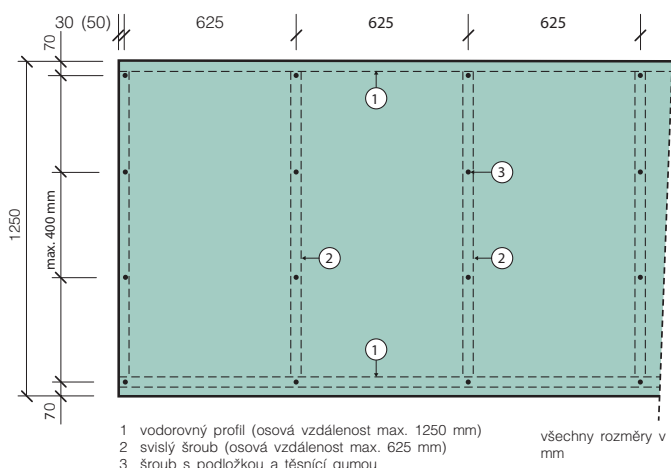 30 (50) 625 625 625
70
1
3
1250
max. 400 mm
2 2
1
70
1 vodorovný profil (osová vzdálenost max. 1250 mm)
2 svislý šroub (osová vzdálenost max. 625 mm)
3 šroub s podložkou a těsnící gumou
všechny rozměry v
mm